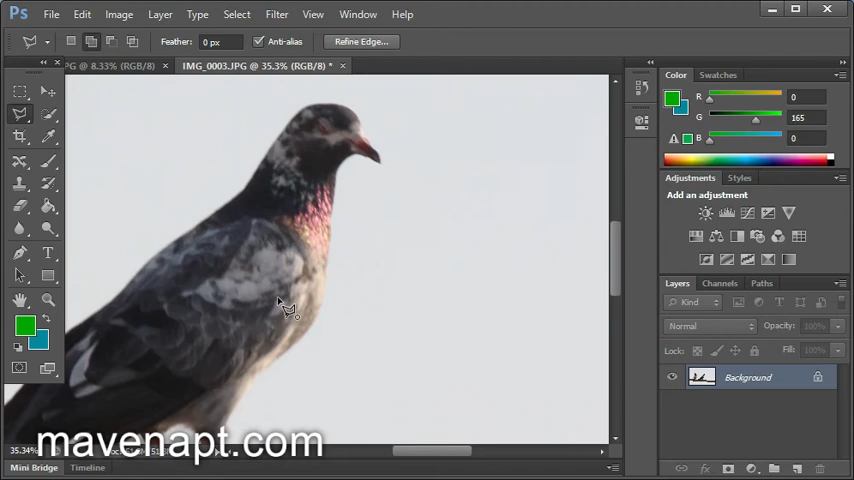 Ps File Edit Image Layer Type Select Filter View Window Help
Feather: 0 px Anti-alias Refine Edge...
PG @ 8.33% (RGB/8) × IMG_0003.JPG @ 35.3% (RGB/8) * ×
Color Swatches
R 0
G 165
B 0
Adjustments Styles
Add an adjustment
Layers Channels Paths
Kind
Normal Opacity: 100%
Lock: Fill: 100%
Background
35.34%
mavenapt.com
Mini Bridge Timeline